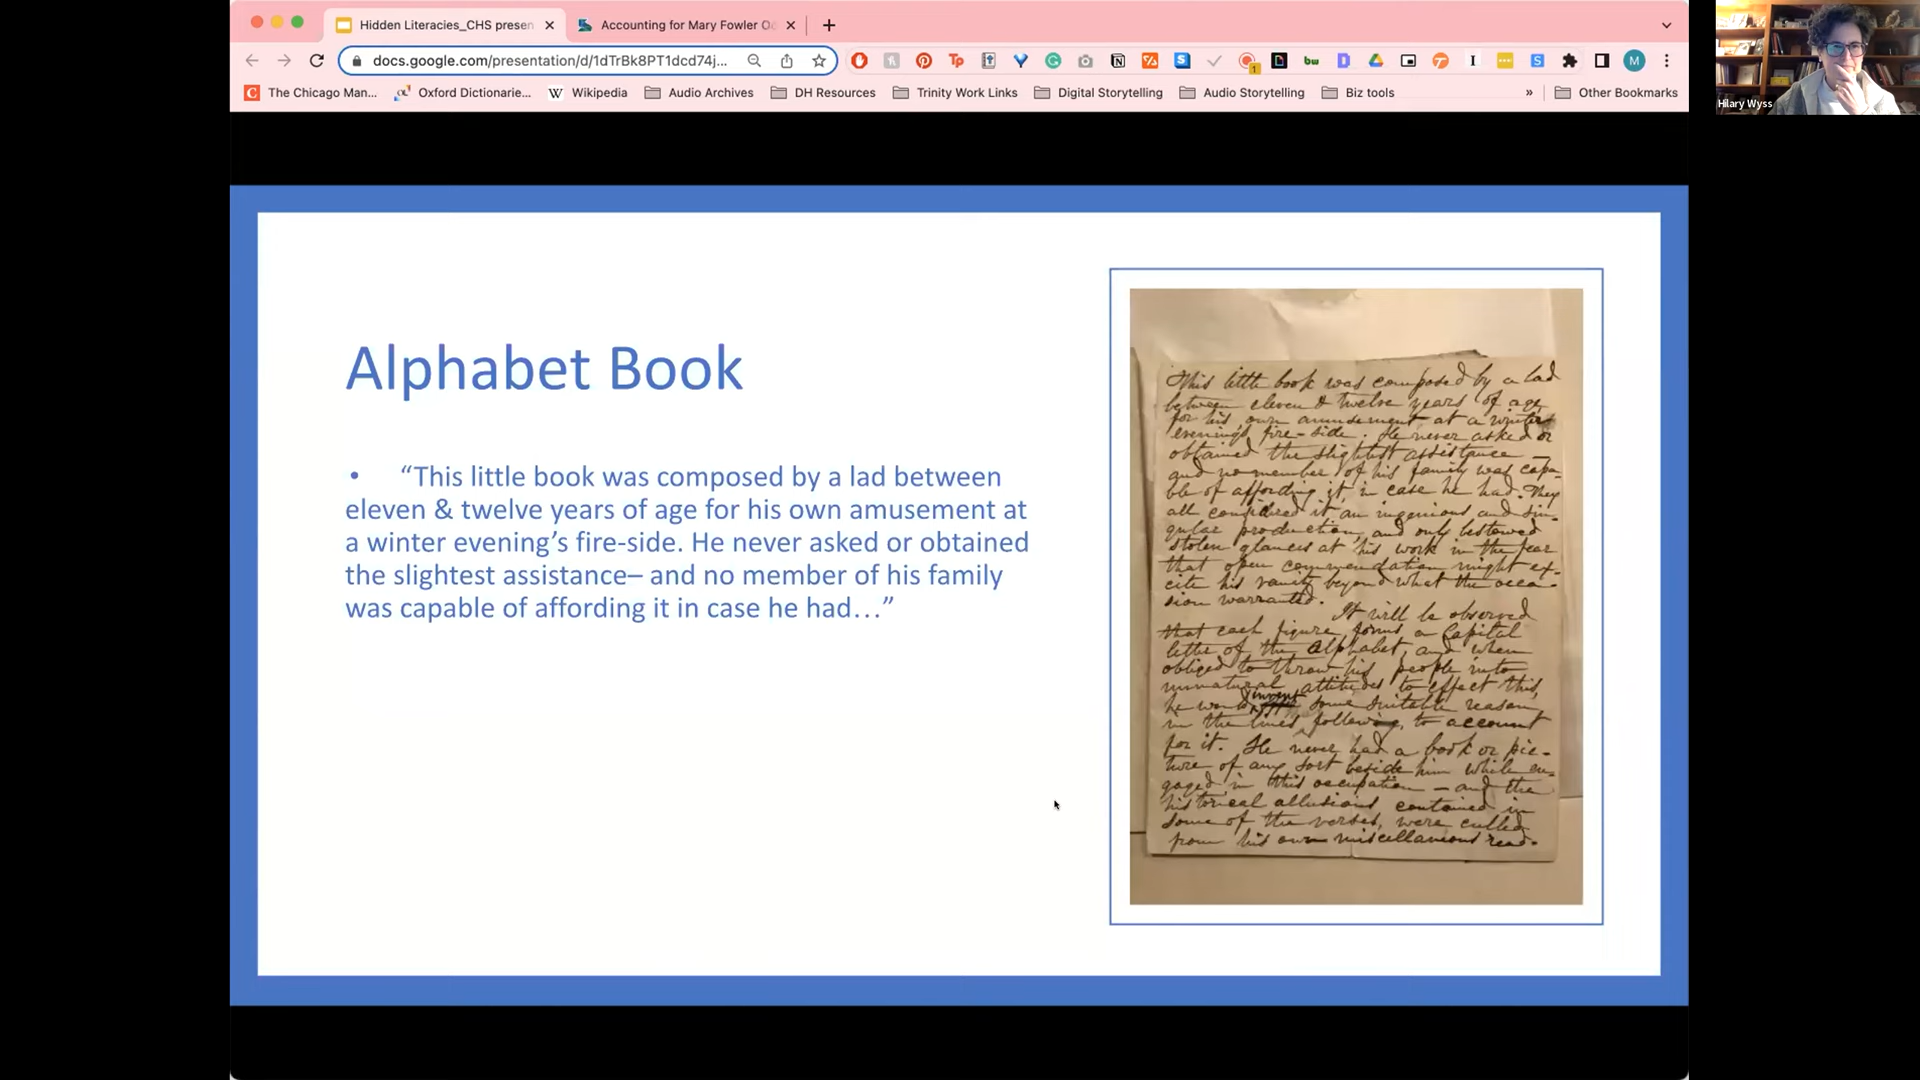 Hidden Literacies_CHS presen
Accounting for Mary Fowler Oc
docs.google.com/presentation/d/1dTrBk8PT1dcd74j...
The Chicago Man...
Oxford Dictionarie...
Wikipedia
Audio Archives
DH Resources
Trinity Work Links
Digital Storytelling
Audio Storytelling
Biz tools
»
Other Bookmarks
Hilary Wyss
Alphabet Book
• “This little book was composed by a lad between
eleven & twelve years of age for his own amusement at
a winter evening’s fire-side. He never asked or obtained
the slightest assistance– and no member of his family
was capable of affording it in case he had…”
This little book was composed by a lad
between eleven & twelve years of age
for his own amusement at a winter
evening's fire-side. He never asked or
obtained the slightest assistance —
and no member of his family was capa-
ble of affording it in case he had. They
all considered it an ingenious and sin-
gular production, and only bestowed
stolen glances at his work in the fear
that open commendation might ex-
cite his vanity beyond what the occa-
sion warranted.
It will be observed
that each figure forms a Capital
letter of the Alphabet, and when
obliged to throw his people into
unnatural attitudes to effect this,
he would invent some suitable reason
in the lines following, to account
for it. He never had a book or pic-
ture of any sort beside him while en-
gaged in this occupation — and the
historical allusions contained in
some of the verses, were culled
from his own miscellaneous read-